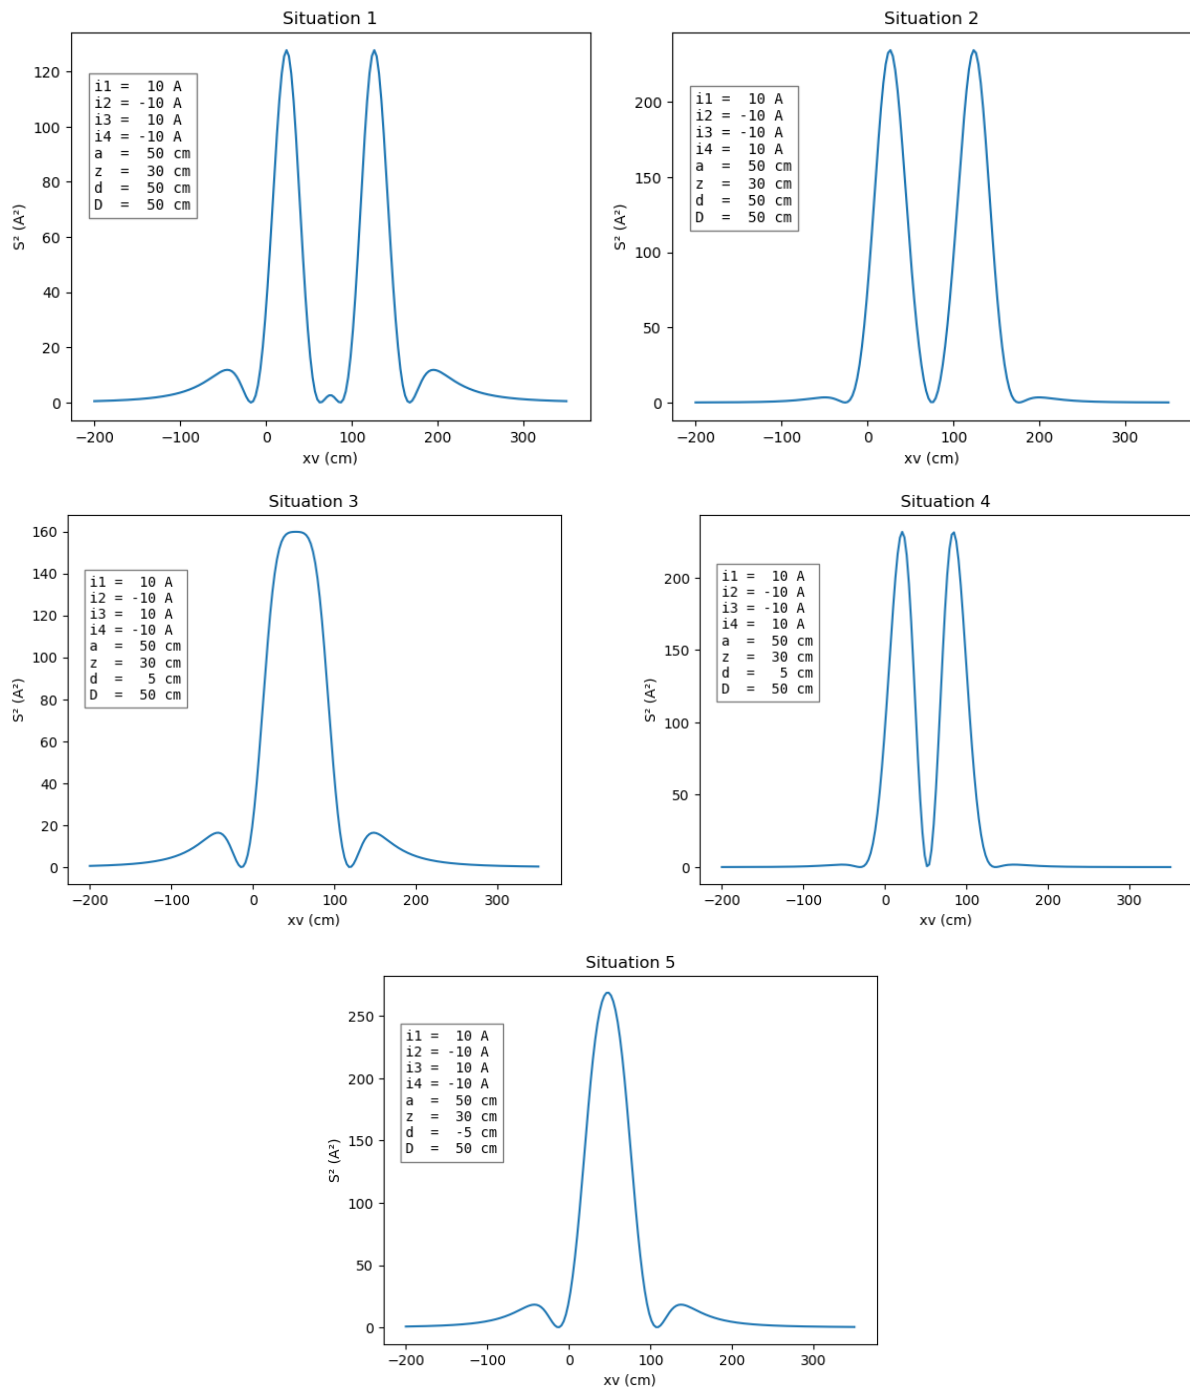 Situation 1
S² (A²)
120
100
80
60
40
20
0
i1 =  10 A
i2 = -10 A
i3 =  10 A
i4 = -10 A
a  =  50 cm
z  =  30 cm
d  =  50 cm
D  =  50 cm
−200 −100 0 100 200 300
xv (cm)
Situation 2
S² (A²)
200
150
100
50
0
i1 =  10 A
i2 = -10 A
i3 = -10 A
i4 =  10 A
a  =  50 cm
z  =  30 cm
d  =  50 cm
D  =  50 cm
−200 −100 0 100 200 300
xv (cm)
Situation 3
S² (A²)
160
140
120
100
80
60
40
20
0
i1 =  10 A
i2 = -10 A
i3 =  10 A
i4 = -10 A
a  =  50 cm
z  =  30 cm
d  =   5 cm
D  =  50 cm
−200 −100 0 100 200 300
xv (cm)
Situation 4
S² (A²)
200
150
100
50
0
i1 =  10 A
i2 = -10 A
i3 = -10 A
i4 =  10 A
a  =  50 cm
z  =  30 cm
d  =   5 cm
D  =  50 cm
−200 −100 0 100 200 300
xv (cm)
Situation 5
S² (A²)
250
200
150
100
50
0
i1 =  10 A
i2 = -10 A
i3 =  10 A
i4 = -10 A
a  =  50 cm
z  =  30 cm
d  =  -5 cm
D  =  50 cm
−200 −100 0 100 200 300
xv (cm)